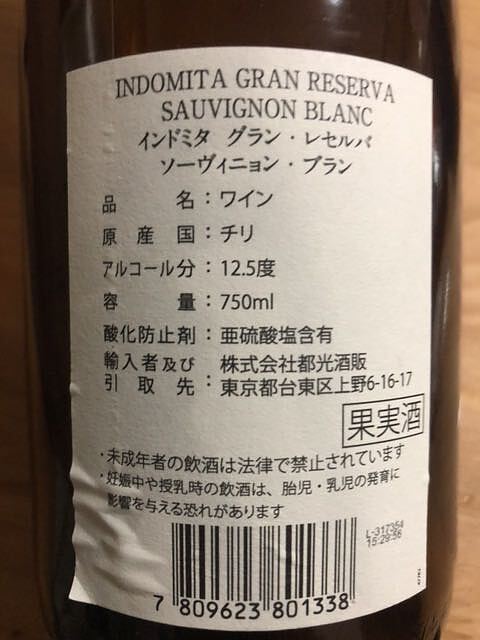 INDOMITA GRAN RESERVA
SAUVIGNON BLANC
インドミタ グラン・レセルバ
ソーヴィニョン・ブラン
品名：ワイン
原産国：チリ
アルコール分：12.5度
容量：750ml
酸化防止剤：亜硫酸塩含有
輸入者及び引取先：株式会社都光酒販
東京都台東区上野6-16-17
果実酒
・未成年者の飲酒は法律で禁止されています
・妊娠中や授乳時の飲酒は、胎児・乳児の発育に
影響を与える恐れがあります
L-317354
15:29:56
7 809623 801338